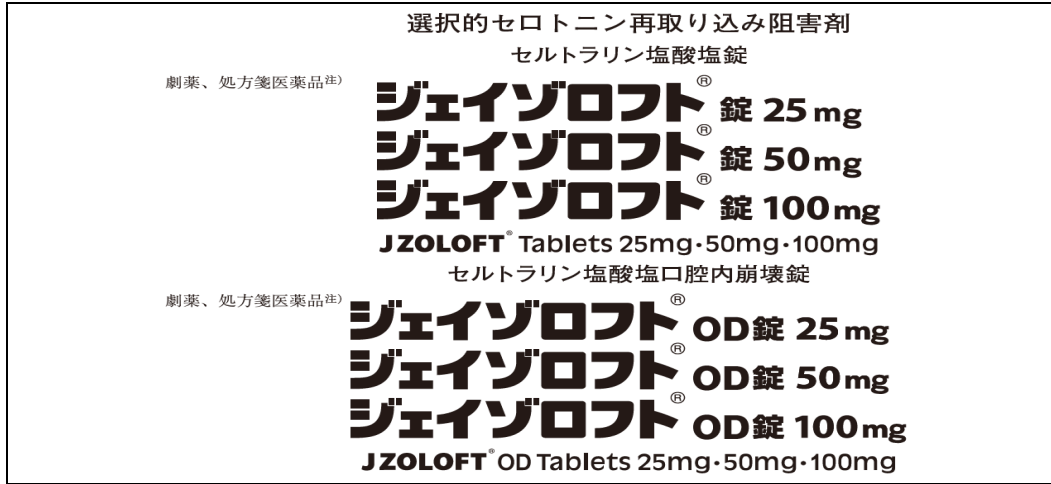 選択的セロトニン再取り込み阻害剤
セルトラリン塩酸塩錠
劇薬、処方箋医薬品注)
ジェイゾロフト® 錠 25mg
ジェイゾロフト® 錠 50mg
ジェイゾロフト® 錠 100mg
JZOLOFT® Tablets 25mg・50mg・100mg
セルトラリン塩酸塩口腔内崩壊錠
劇薬、処方箋医薬品注)
ジェイゾロフト® OD錠 25mg
ジェイゾロフト® OD錠 50mg
ジェイゾロフト® OD錠 100mg
JZOLOFT® OD Tablets 25mg・50mg・100mg